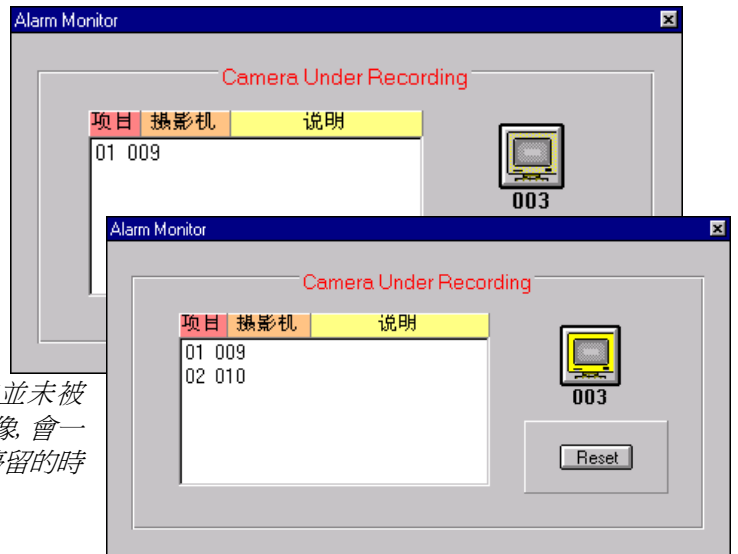 Alarm Monitor
Camera Under Recording
项目 摄影机 说明
01 009
003
Alarm Monitor
Camera Under Recording
项目 摄影机 说明
01 009
02 010
003
Reset
並未被
像, 會一
停留的時